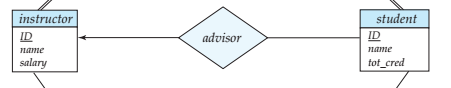 instructor
ID
name
salary
advisor
student
ID
name
tot_cred